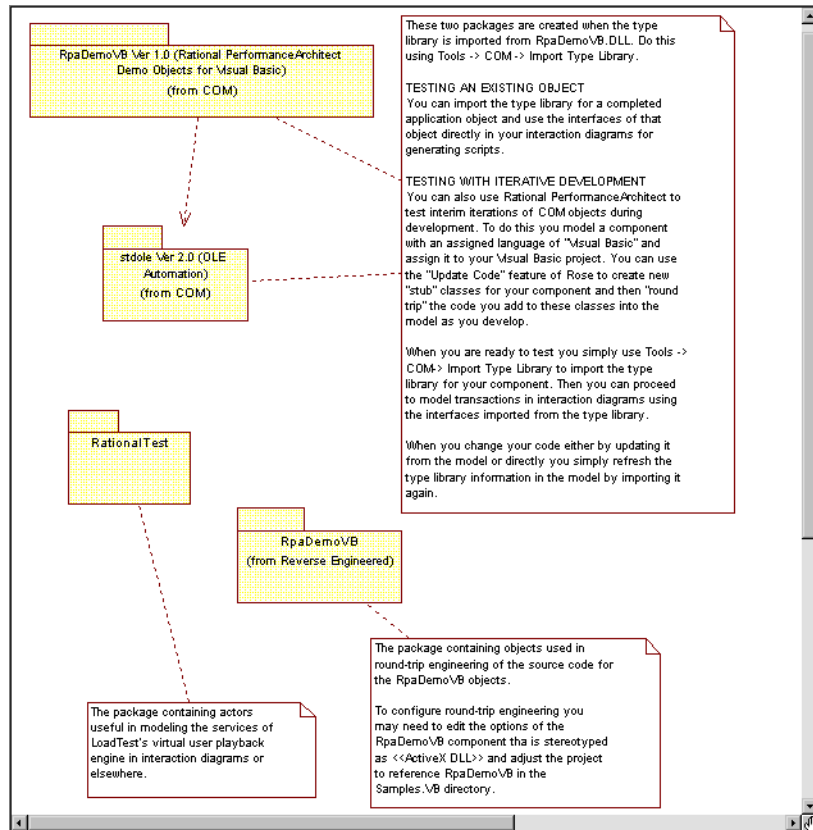 RpaDemoVB Ver 1.0 (Rational PerformanceArchitect
Demo Objects for Visual Basic)
(from COM)
These two packages are created when the type
library is imported from RpaDemoVB.DLL. Do this
using Tools -> COM -> Import Type Library.
TESTING AN EXISTING OBJECT
You can import the type library for a completed
application object and use the interfaces of that
object directly in your interaction diagrams for
generating scripts.
TESTING WITH ITERATIVE DEVELOPMENT
You can also use Rational PerformanceArchitect to
test interim iterations of COM objects during
development. To do this you model a component
with an assigned language of "Visual Basic" and
assign it to your Visual Basic project. You can use
the "Update Code" feature of Rose to create new
"stub" classes for your component and then "round
trip" the code you add to these classes into the
model as you develop.
When you are ready to test you simply use Tools ->
COM-> Import Type Library to import the type
library for your component. Then you can proceed
to model transactions in interaction diagrams using
the interfaces imported from the type library.
When you change your code either by updating it
from the model or directly you simply refresh the
type library information in the model by importing it
again.
stdole Ver 2.0 (OLE
Automation)
(from COM)
RationalTest
RpaDemoVB
(from Reverse Engineered)
The package containing actors
useful in modeling the services of
LoadTest's virtual user playback
engine in interaction diagrams or
elsewhere.
The package containing objects used in
round-trip engineering of the source code for
the RpaDemoVB objects.
To configure round-trip engineering you
may need to edit the options of the
RpaDemoVB component tha is stereotyped
as <<ActiveX DLL>> and adjust the project
to reference RpaDemoVB in the
Samples.VB directory.